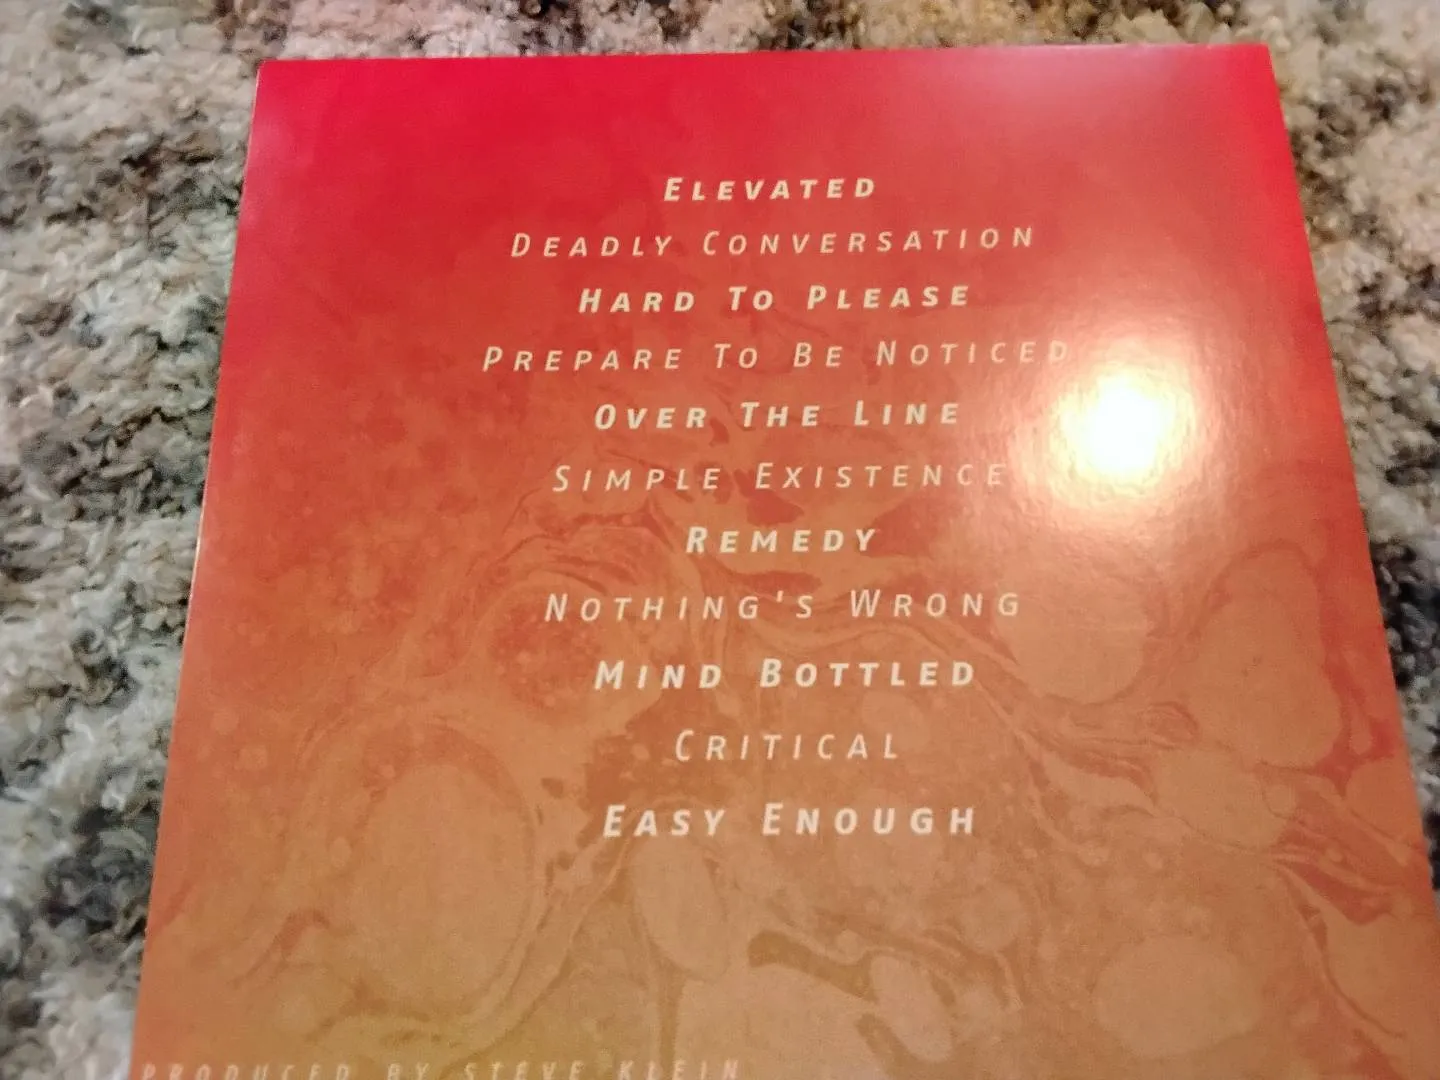 ELEVATED
DEADLY CONVERSATION
HARD TO PLEASE
PREPARE TO BE NOTICED
OVER THE LINE
SIMPLE EXISTENCE
REMEDY
NOTHING'S WRONG
MIND BOTTLED
CRITICAL
EASY ENOUGH
PRODUCED BY STEVE KLEIN